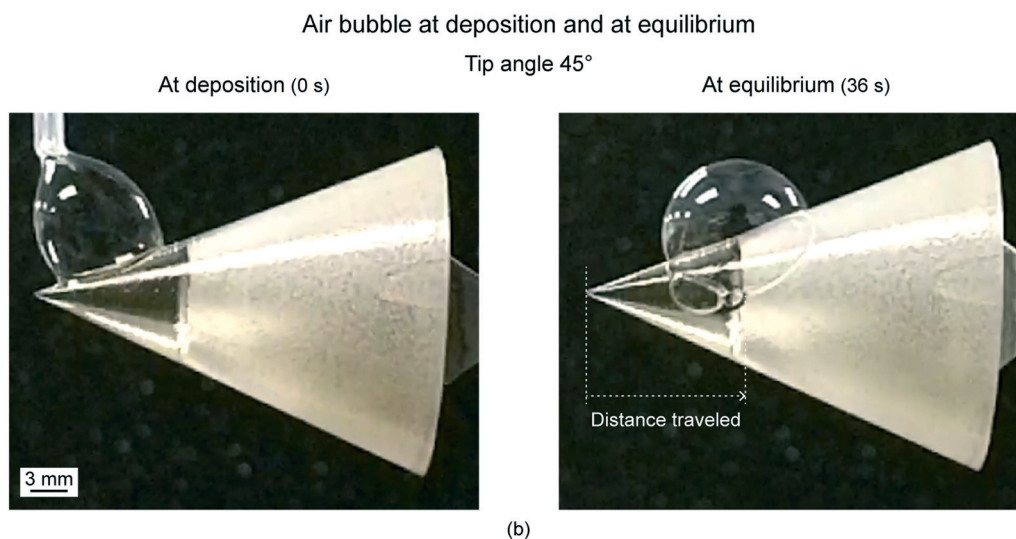 Air bubble at deposition and at equilibrium
Tip angle 45°
At deposition (0 s)
At equilibrium (36 s)
3 mm
Distance traveled
(b)